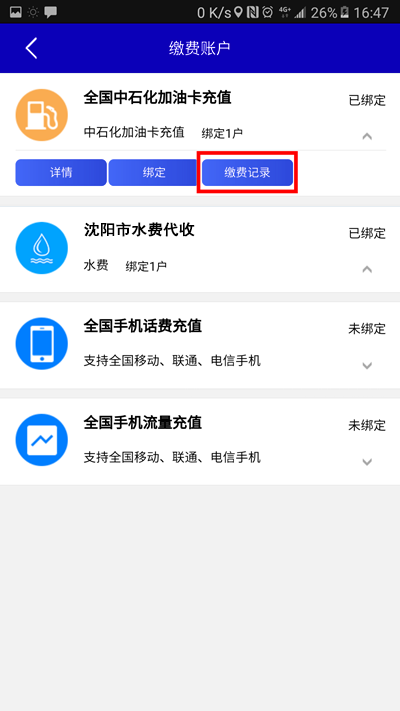 0 K/s 4G+ 26% 16:47
缴费账户
全国中石化加油卡充值
已绑定
中石化加油卡充值 绑定1户
详情 绑定 缴费记录
沈阳市水费代收
已绑定
水费 绑定1户
全国手机话费充值
未绑定
支持全国移动、联通、电信手机
全国手机流量充值
未绑定
支持全国移动、联通、电信手机